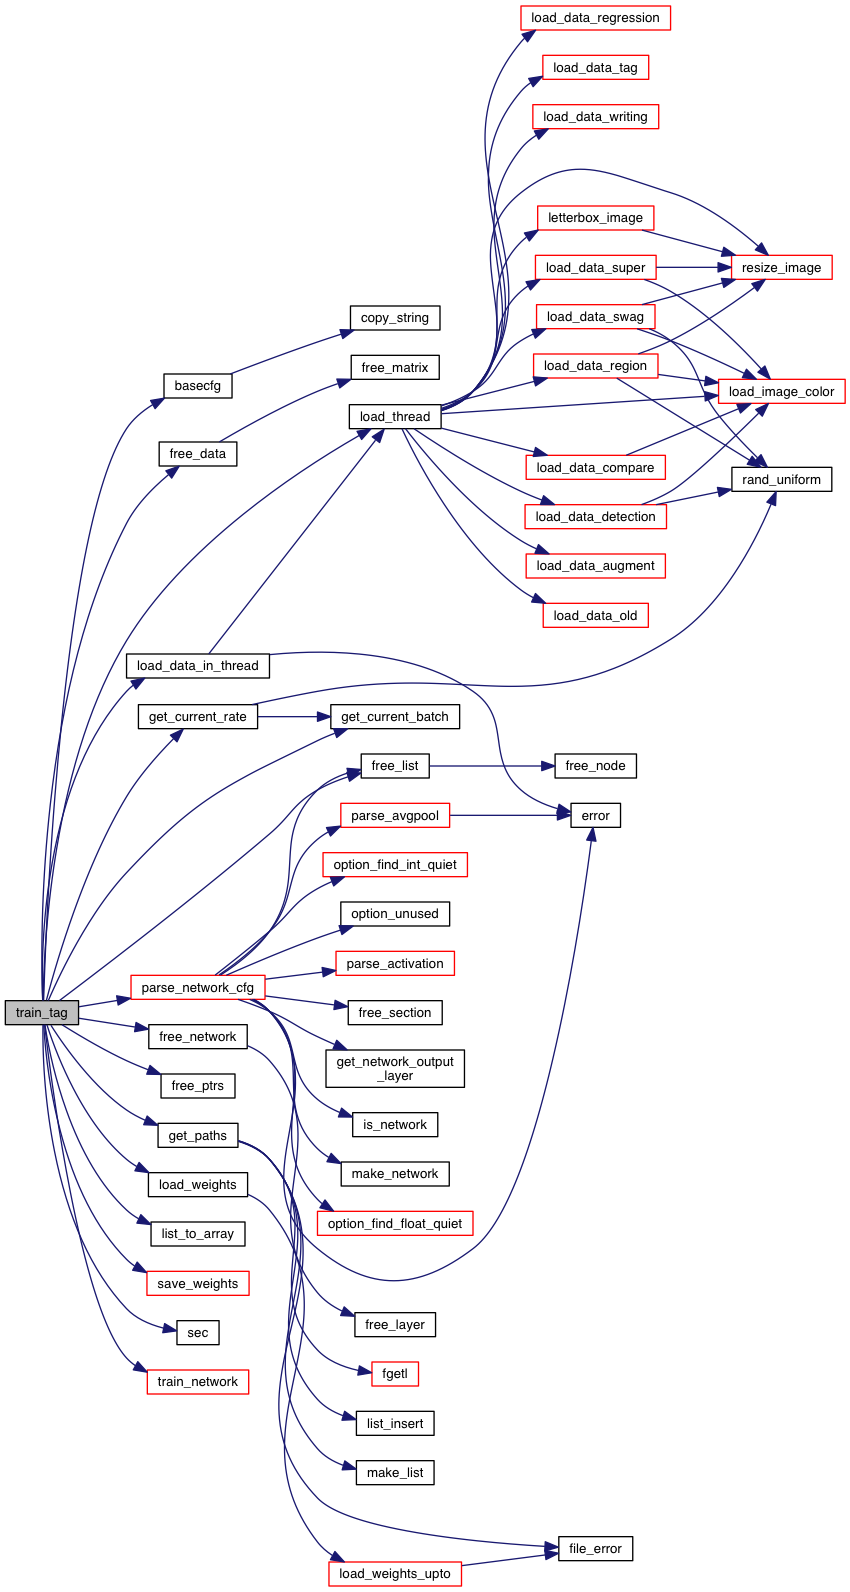 load_data_regression
load_data_tag
load_data_writing
letterbox_image
load_data_super
resize_image
copy_string
load_data_swag
free_matrix
load_data_region
basecfg
load_image_color
load_thread
free_data
load_data_compare
rand_uniform
load_data_detection
load_data_augment
load_data_old
load_data_in_thread
get_current_rate
get_current_batch
free_list
free_node
parse_avgpool
error
option_find_int_quiet
option_unused
parse_activation
parse_network_cfg
train_tag
free_section
free_network
get_network_output
_layer
free_ptrs
is_network
get_paths
make_network
load_weights
option_find_float_quiet
list_to_array
save_weights
free_layer
sec
fgetl
train_network
list_insert
make_list
file_error
load_weights_upto